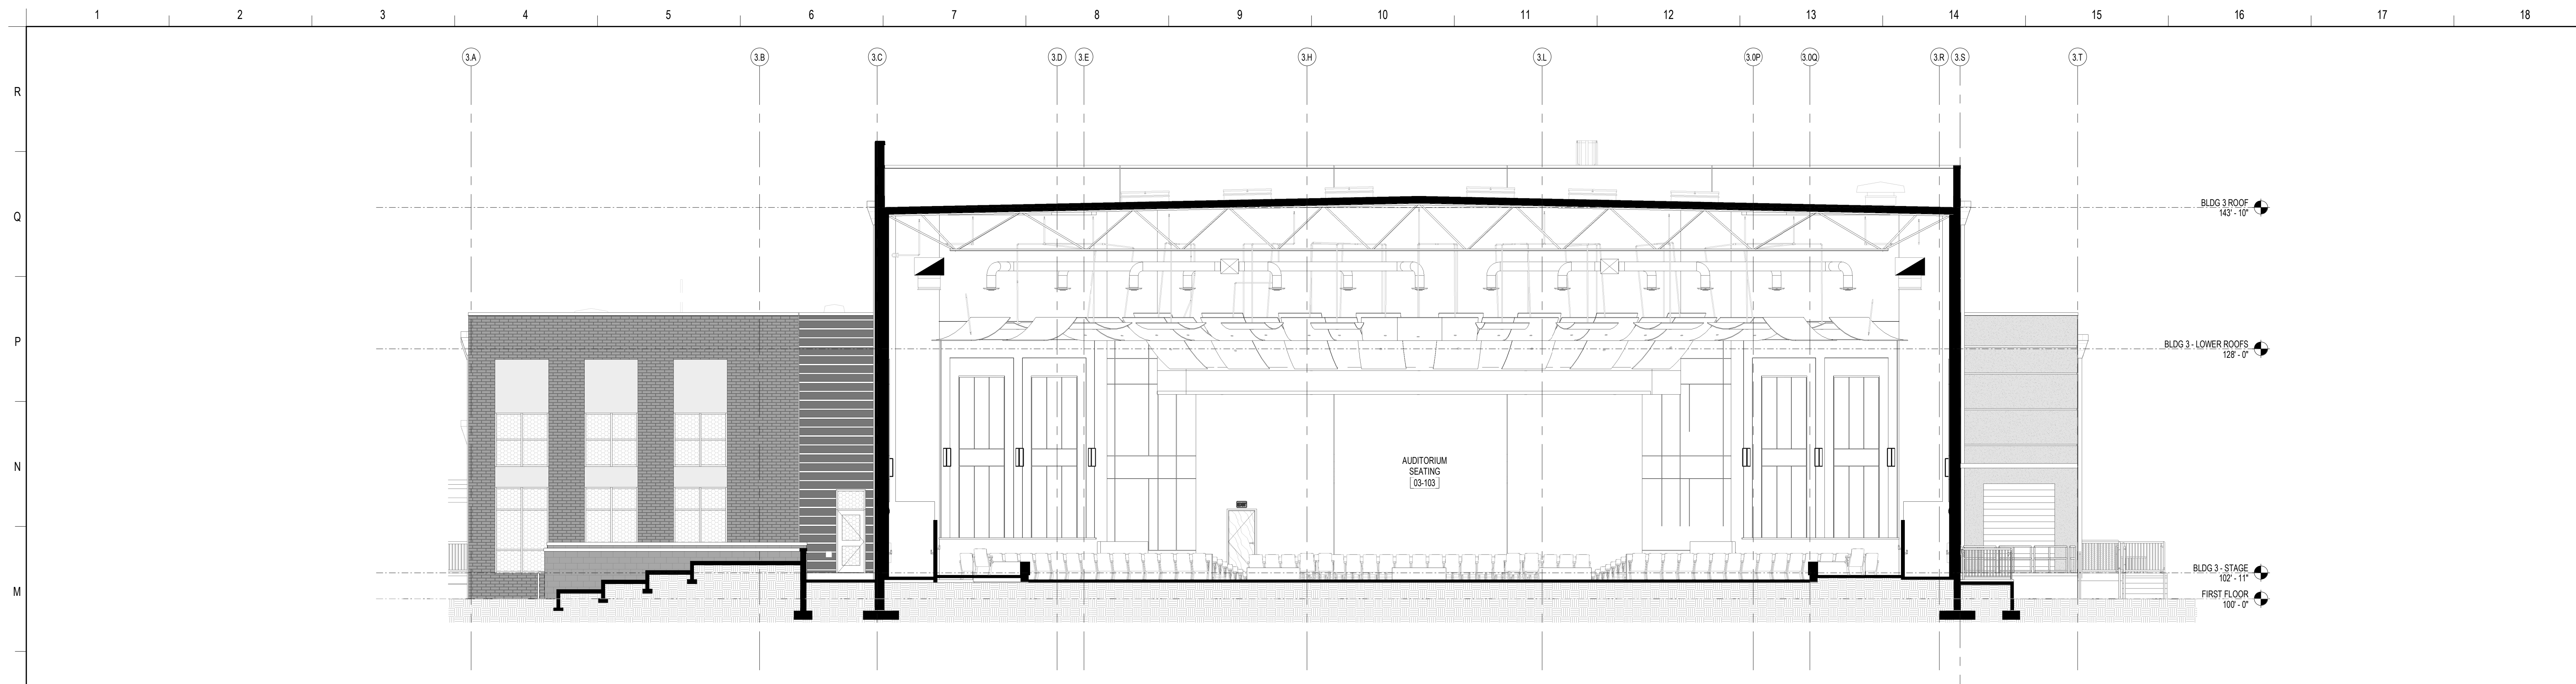 1 2 3 4 5 6 7 8 9 10 11 12 13 14 15 16 17 18
3.A 3.B 3.C 3.D 3.E 3.H 3.L 3.0P 3.0Q 3.R 3.S 3.T
R
Q
BLDG 3 ROOF
143' - 10"
P
BLDG 3 - LOWER ROOFS
128' - 0"
N
AUDITORIUM
SEATING
03-103
M
BLDG 3 - STAGE
102' - 11"
FIRST FLOOR
100' - 0"